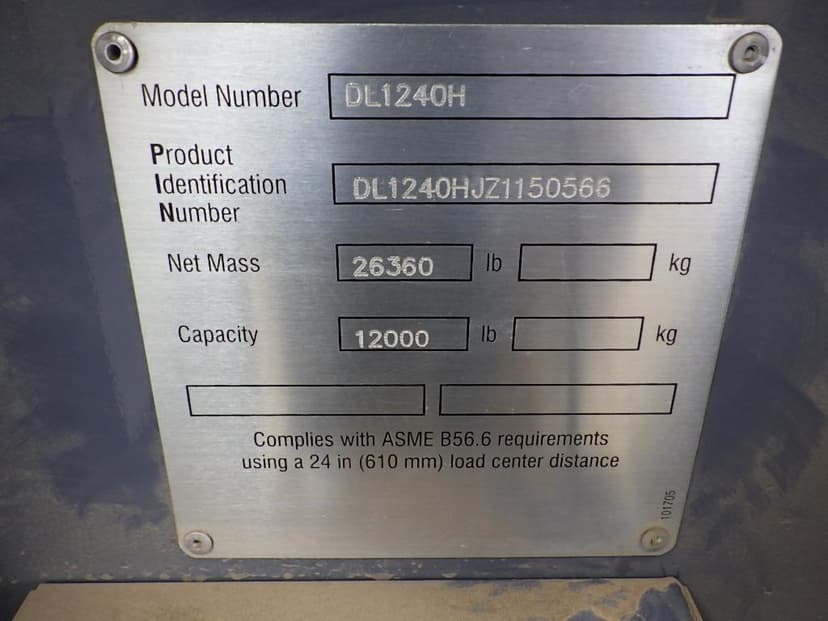 Model Number DL1240H
Product
Identification DL1240HJZ1150566
Number
Net Mass 26360 lb kg
Capacity 12000 lb kg
Complies with ASME B56.6 requirements
using a 24 in (610 mm) load center distance
101705